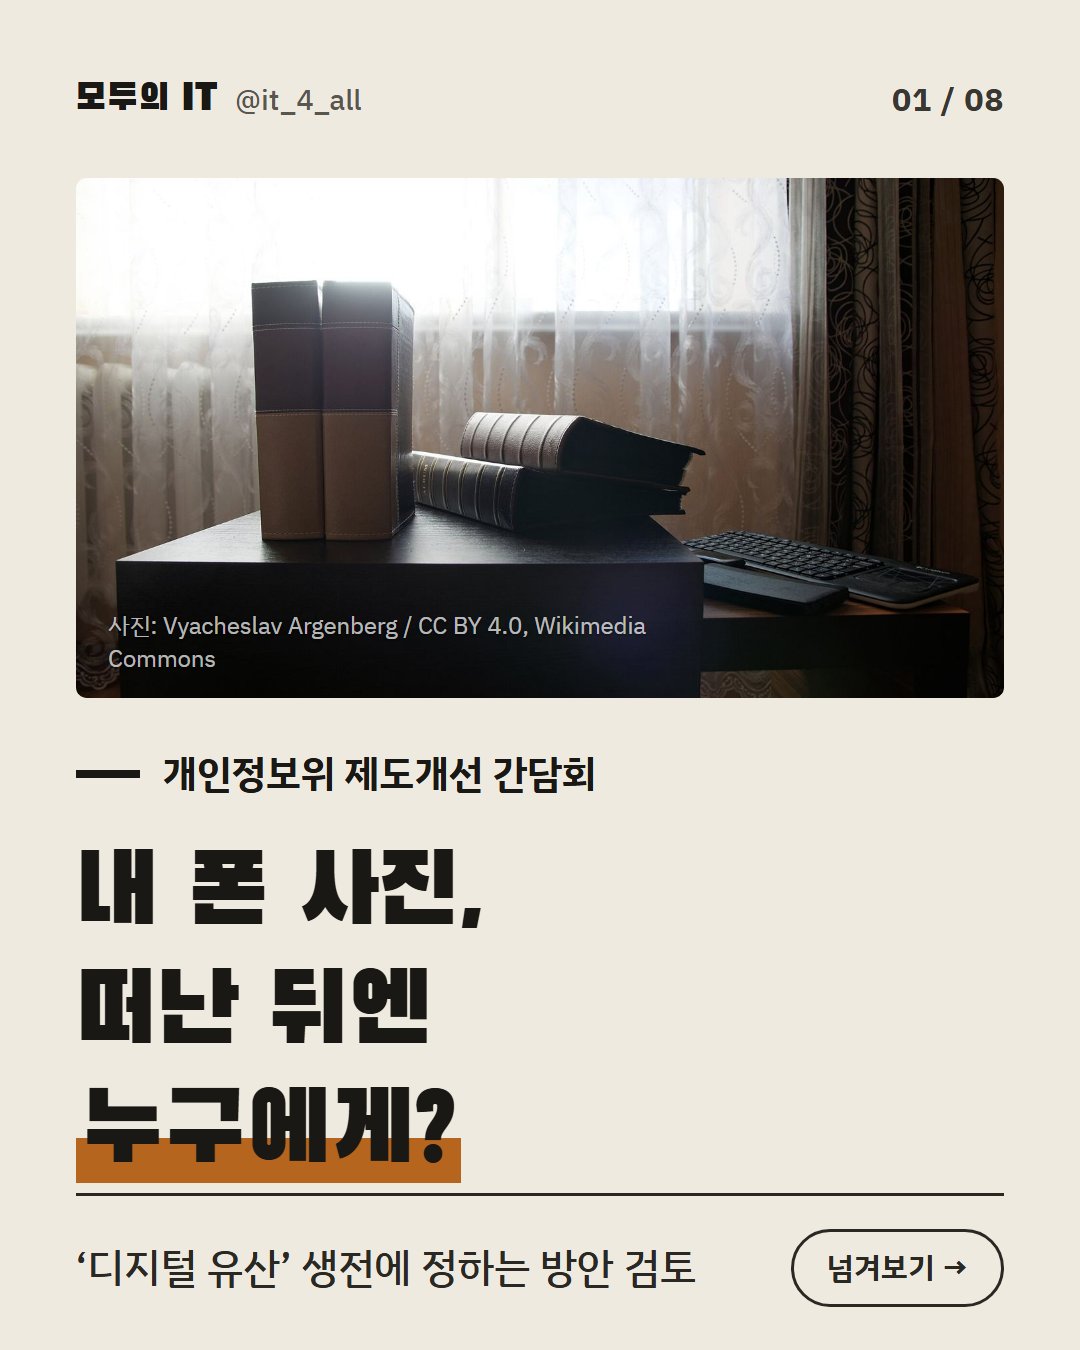 모두의 IT @it_4_all
01 / 08
사진: Vyacheslav Argenberg / CC BY 4.0, Wikimedia
Commons
개인정보위 제도개선 간담회
내 폰 사진,
떠난 뒤엔
누구에게?
‘디지털 유산’ 생전에 정하는 방안 검토
넘겨보기 →